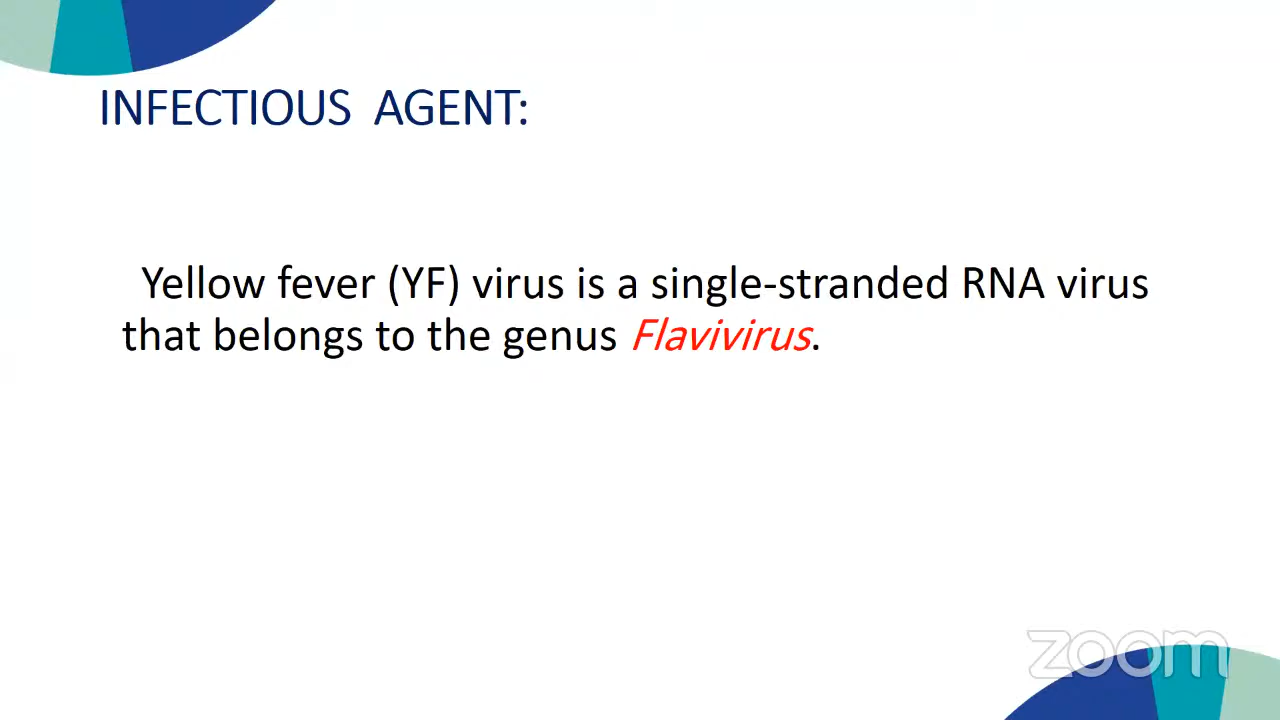 INFECTIOUS AGENT:
Yellow fever (YF) virus is a single-stranded RNA virus
that belongs to the genus Flavivirus.
zoom